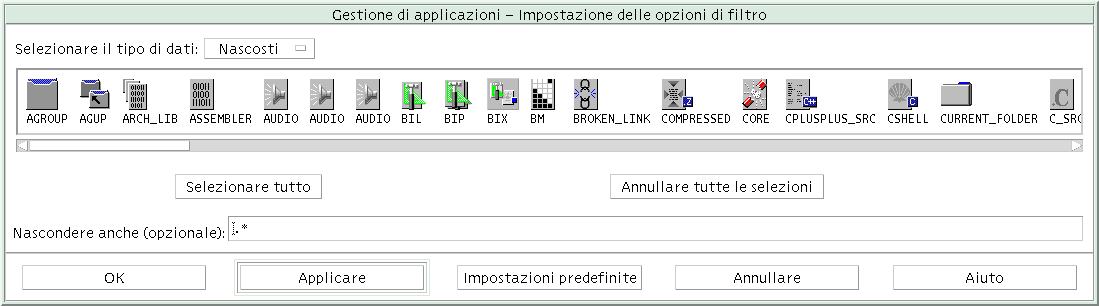 Gestione di applicazioni – Impostazione delle opzioni di filtro
Selezionare il tipo di dati: Nascosti
AGROUP AGUP ARCH_LIB ASSEMBLER AUDIO AUDIO AUDIO BIL BIP BIX BM BROKEN_LINK COMPRESSED CORE CPLUSPLUS_SRC CSHELL CURRENT_FOLDER C_SRC
Selezionare tutto Annullare tutte le selezioni
Nascondere anche (opzionale): .*
OK Applicare Impostazioni predefinite Annullare Aiuto